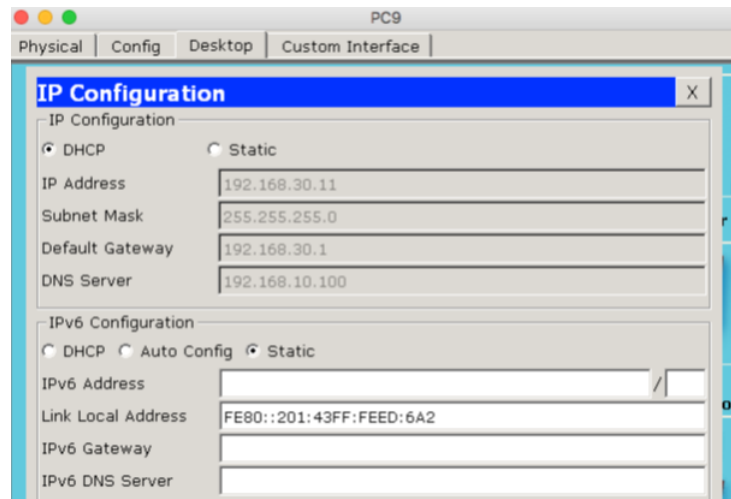 PC9
Physical Config Desktop Custom Interface
IP Configuration X
IP Configuration
DHCP Static
IP Address 192.168.30.11
Subnet Mask 255.255.255.0
Default Gateway 192.168.30.1
DNS Server 192.168.10.100
IPv6 Configuration
DHCP Auto Config Static
IPv6 Address /
Link Local Address FE80::201:43FF:FEED:6A2
IPv6 Gateway
IPv6 DNS Server